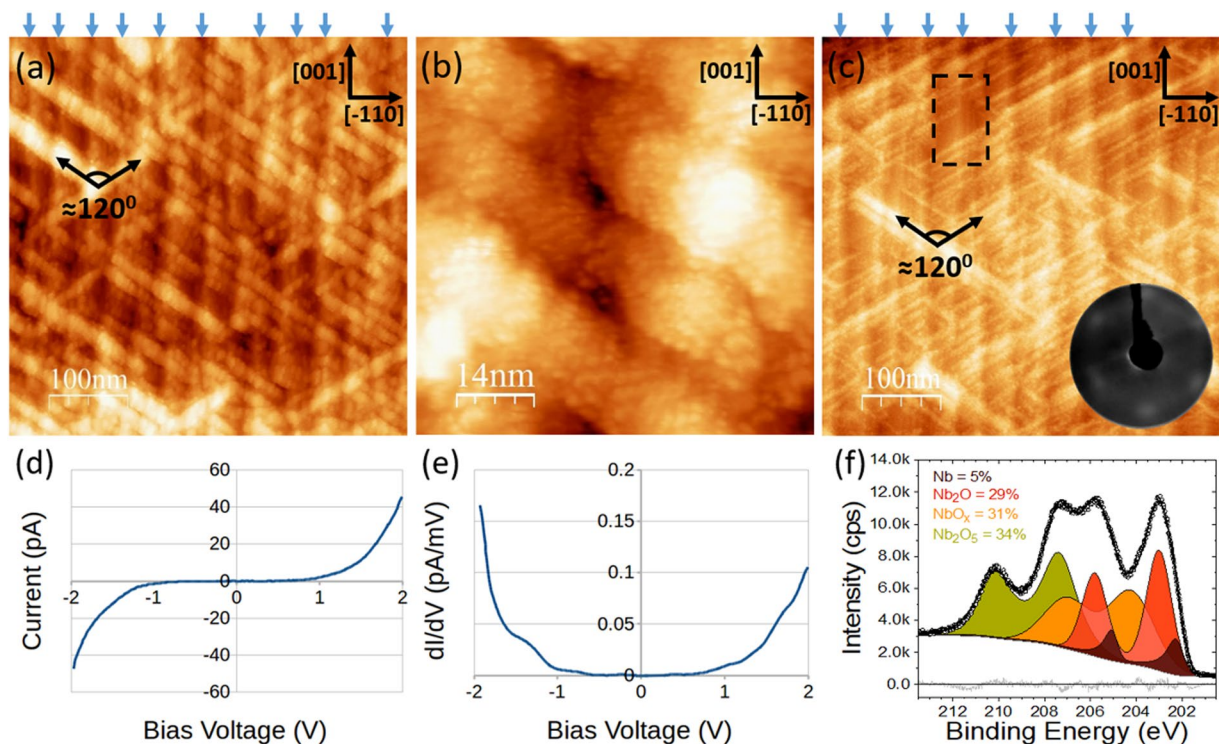 (a)
[001]
[-110]
≈120⁰
100nm
(b)
[001]
[-110]
14nm
(c)
[001]
[-110]
≈120⁰
100nm
(d)
60
40
20
0
-20
-40
-60
-2 -1 0 1 2
Current (pA)
Bias Voltage (V)
(e)
0.2
0.15
0.1
0.05
0
-2 -1 0 1 2
dI/dV (pA/mV)
Bias Voltage (V)
(f)
14.0k
12.0k
10.0k
8.0k
6.0k
4.0k
2.0k
0.0
Nb = 5%
Nb₂O = 29%
NbOₓ = 31%
Nb₂O₅ = 34%
212 210 208 206 204 202
Intensity (cps)
Binding Energy (eV)